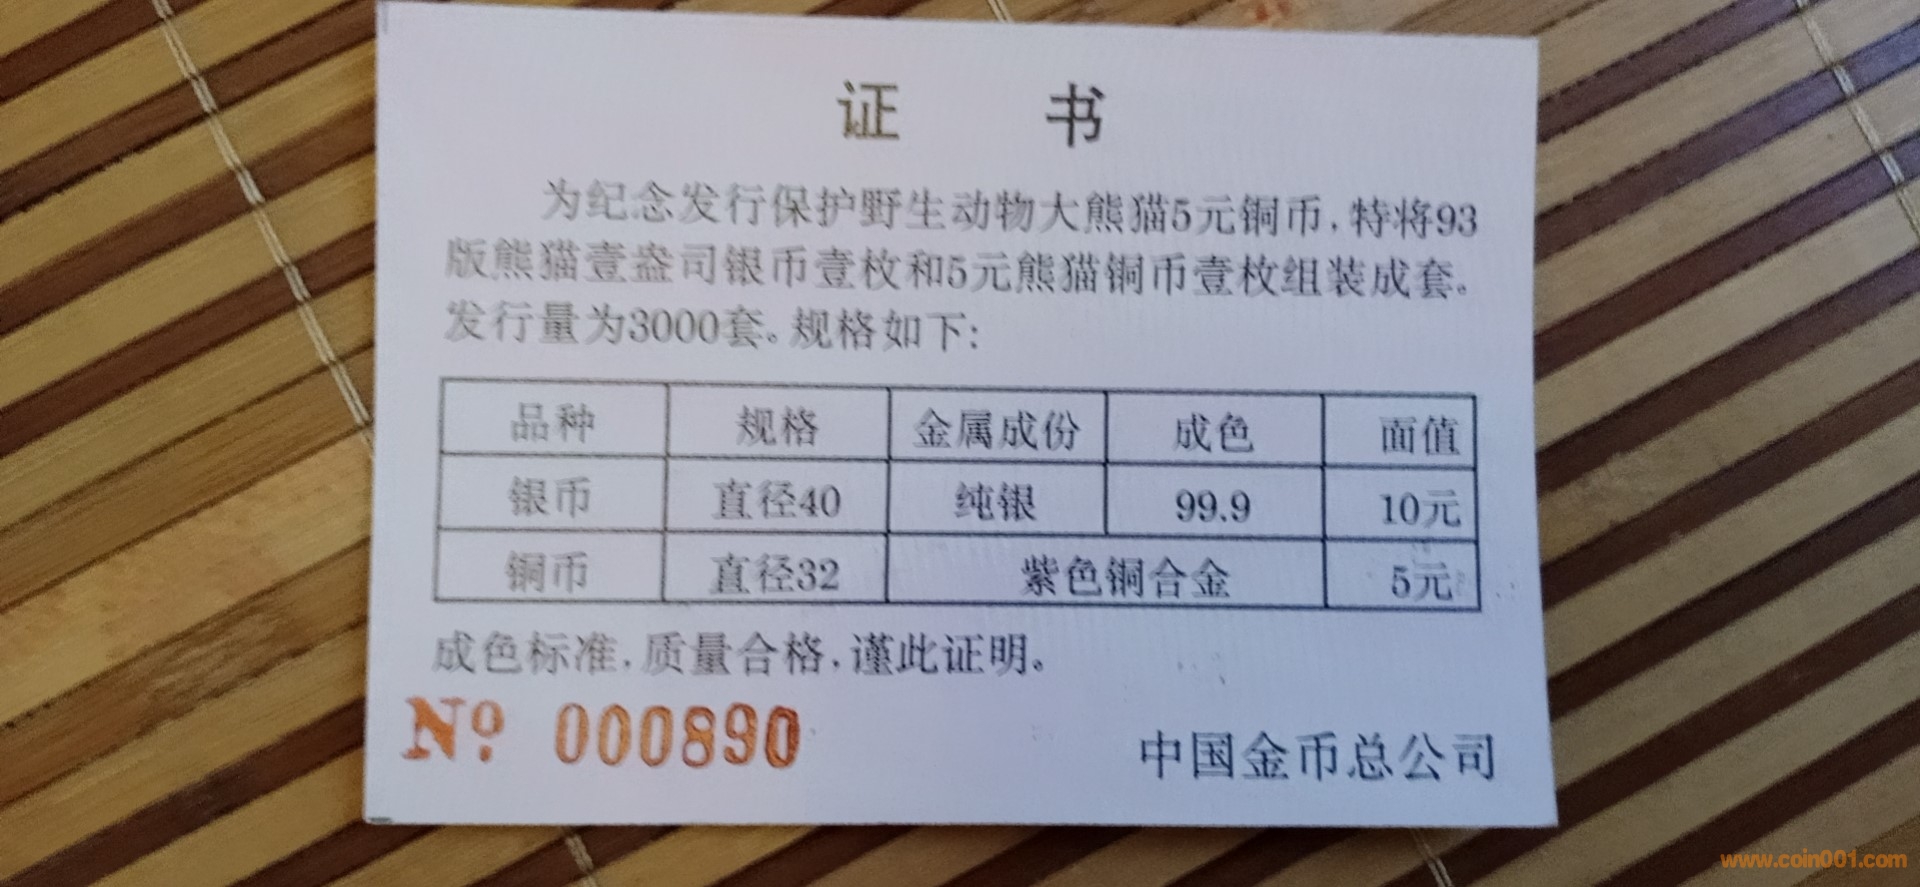 证 书
为纪念发行保护野生动物大熊猫5元铜币,特将93
版熊猫壹盎司银币壹枚和5元熊猫铜币壹枚组装成套。
发行量为3000套。规格如下:
品种 规格 金属成份 成色 面值
银币 直径40 纯银 99.9 10元
铜币 直径32 紫色铜合金 5元
成色标准,质量合格,谨此证明。
Nº 000890
中国金币总公司
www.coin001.com